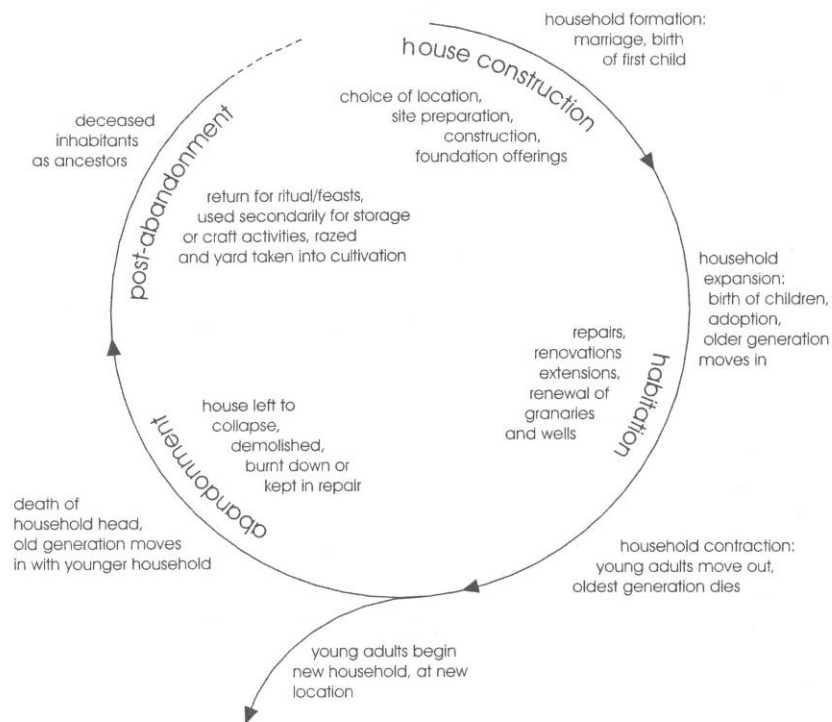 household formation:
marriage, birth
of first child
house construction
choice of location,
site preparation,
construction,
foundation offerings
household
expansion:
birth of children,
adoption,
older generation
moves in
habitation
repairs,
renovations
extensions,
renewal of
granaries
and wells
household contraction:
young adults move out,
oldest generation dies
young adults begin
new household, at new
location
abandonment
house left to
collapse,
demolished,
burnt down or
kept in repair
death of
household head,
old generation moves
in with younger household
post-abandonment
return for ritual/feasts,
used secondarily for storage
or craft activities, razed
and yard taken into cultivation
deceased
inhabitants
as ancestors